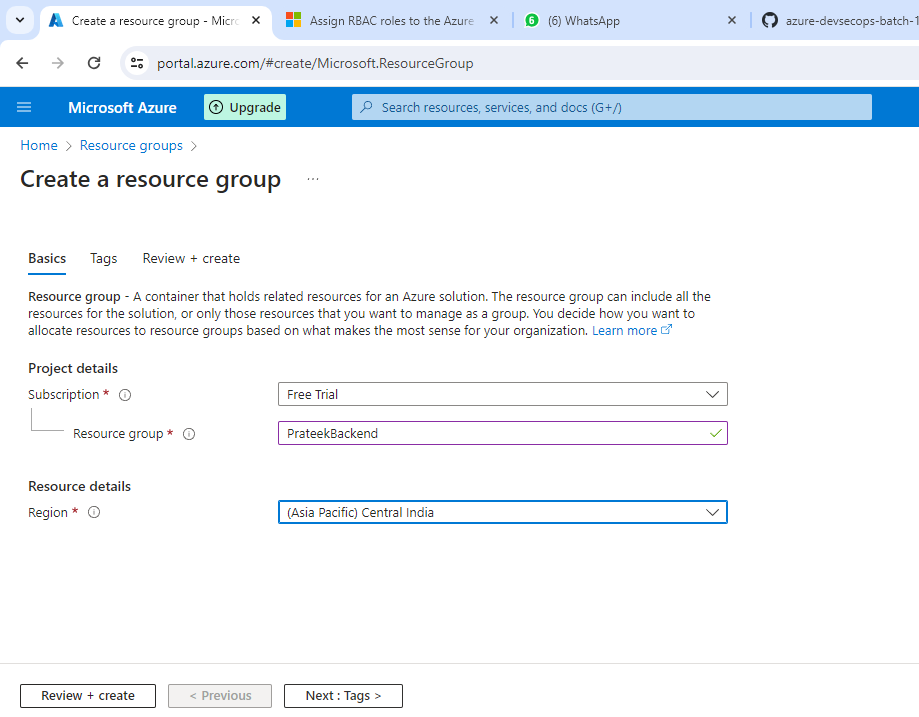 Create a resource group - Micro
Assign RBAC roles to the Azure
6 (6) WhatsApp
azure-devsecops-batch-1
portal.azure.com/#create/Microsoft.ResourceGroup
Microsoft Azure
Upgrade
Search resources, services, and docs (G+/)
Home > Resource groups >
Create a resource group ...
Basics Tags Review + create
Resource group - A container that holds related resources for an Azure solution. The resource group can include all the
resources for the solution, or only those resources that you want to manage as a group. You decide how you want to
allocate resources to resource groups based on what makes the most sense for your organization. Learn more
Project details
Subscription * Free Trial
Resource group * PrateekBackend
Resource details
Region * (Asia Pacific) Central India
Review + create < Previous Next : Tags >